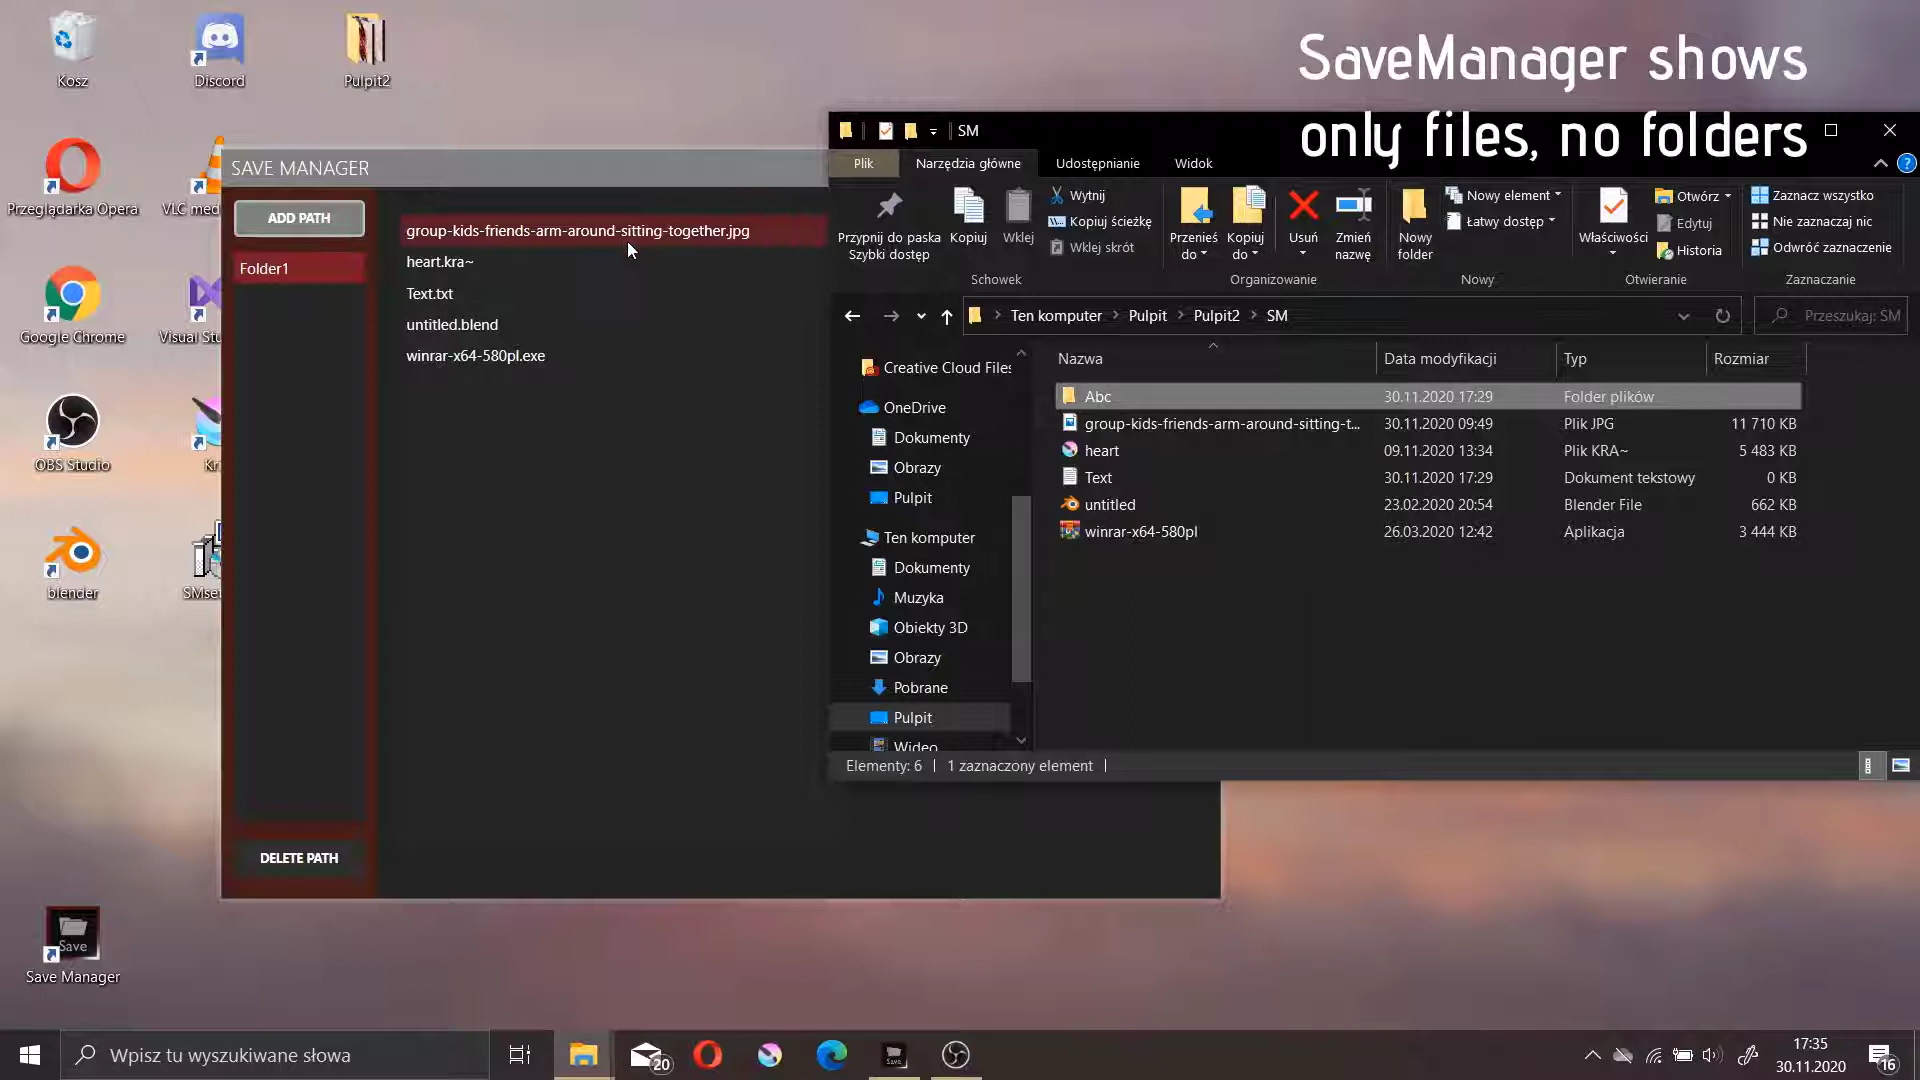 SaveManager shows
only files, no folders
Kosz
Discord
Pulpit2
Przeglądarka Opera
VLC med
Google Chrome
Visual Stu
OBS Studio
Kri
blender
SMset
Save
Save Manager
SAVE MANAGER
ADD PATH
Folder1
DELETE PATH
group-kids-friends-arm-around-sitting-together.jpg
heart.kra~
Text.txt
untitled.blend
winrar-x64-580pl.exe
SM
Plik
Narzędzia główne
Udostępnianie
Widok
?
Przypnij do paska
Szybki dostęp
Kopiuj
Wklej
Wytnij
Kopiuj ścieżkę
Wklej skrót
Schowek
Przenieś
do
Kopiuj
do
Usuń
Zmień
nazwę
Organizowanie
Nowy
folder
Nowy element
Łatwy dostęp
Nowy
Właściwości
Otwórz
Edytuj
Historia
Otwieranie
Zaznacz wszystko
Nie zaznaczaj nic
Odwróć zaznaczenie
Zaznaczanie
Ten komputer
Pulpit
Pulpit2
SM
Przeszukaj: SM
Creative Cloud Files
OneDrive
Dokumenty
Obrazy
Pulpit
Ten komputer
Dokumenty
Muzyka
Obiekty 3D
Obrazy
Pobrane
Pulpit
Wideo
Nazwa Data modyfikacji Typ Rozmiar
Abc 30.11.2020 17:29 Folder plików
group-kids-friends-arm-around-sitting-t... 30.11.2020 09:49 Plik JPG 11 710 KB
heart 09.11.2020 13:34 Plik KRA~ 5 483 KB
Text 30.11.2020 17:29 Dokument tekstowy 0 KB
untitled 23.02.2020 20:54 Blender File 662 KB
winrar-x64-580pl 26.03.2020 12:42 Aplikacja 3 444 KB
Elementy: 6 1 zaznaczony element
Wpisz tu wyszukiwane słowa
20
Save
17:35
30.11.2020
16